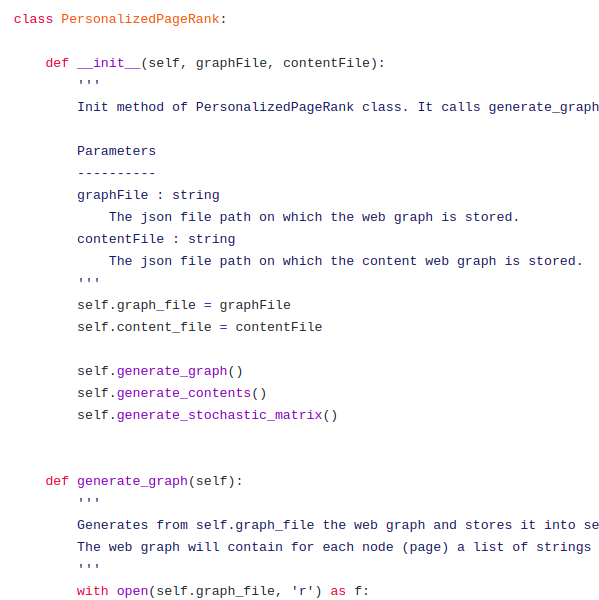 class PersonalizedPageRank:
def __init__(self, graphFile, contentFile):
'''
Init method of PersonalizedPageRank class. It calls generate_graph
Parameters
----------
graphFile : string
The json file path on which the web graph is stored.
contentFile : string
The json file path on which the content web graph is stored.
'''
self.graph_file = graphFile
self.content_file = contentFile
self.generate_graph()
self.generate_contents()
self.generate_stochastic_matrix()
def generate_graph(self):
'''
Generates from self.graph_file the web graph and stores it into se
The web graph will contain for each node (page) a list of strings
'''
with open(self.graph_file, 'r') as f: